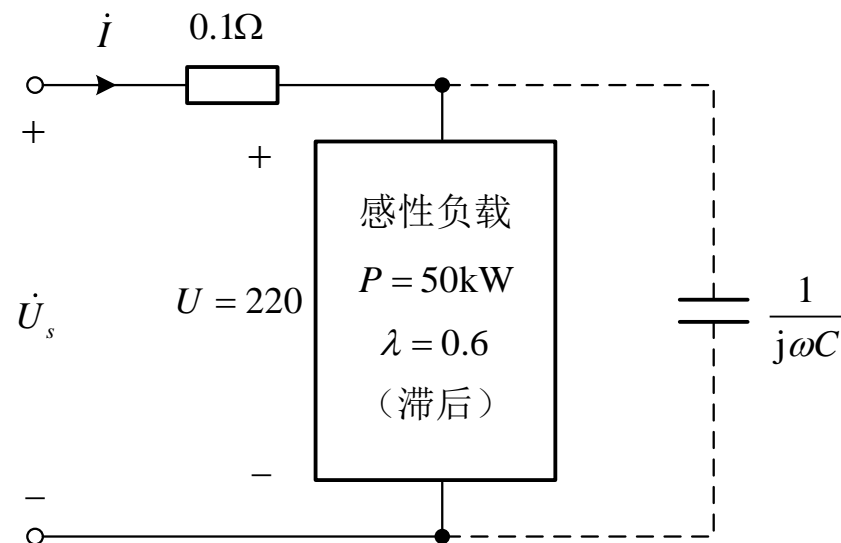 İ
0.1Ω
+
+
感性负载
P = 50kW
λ = 0.6
（滞后）
U = 220
U̇s
1
jωC
−
−